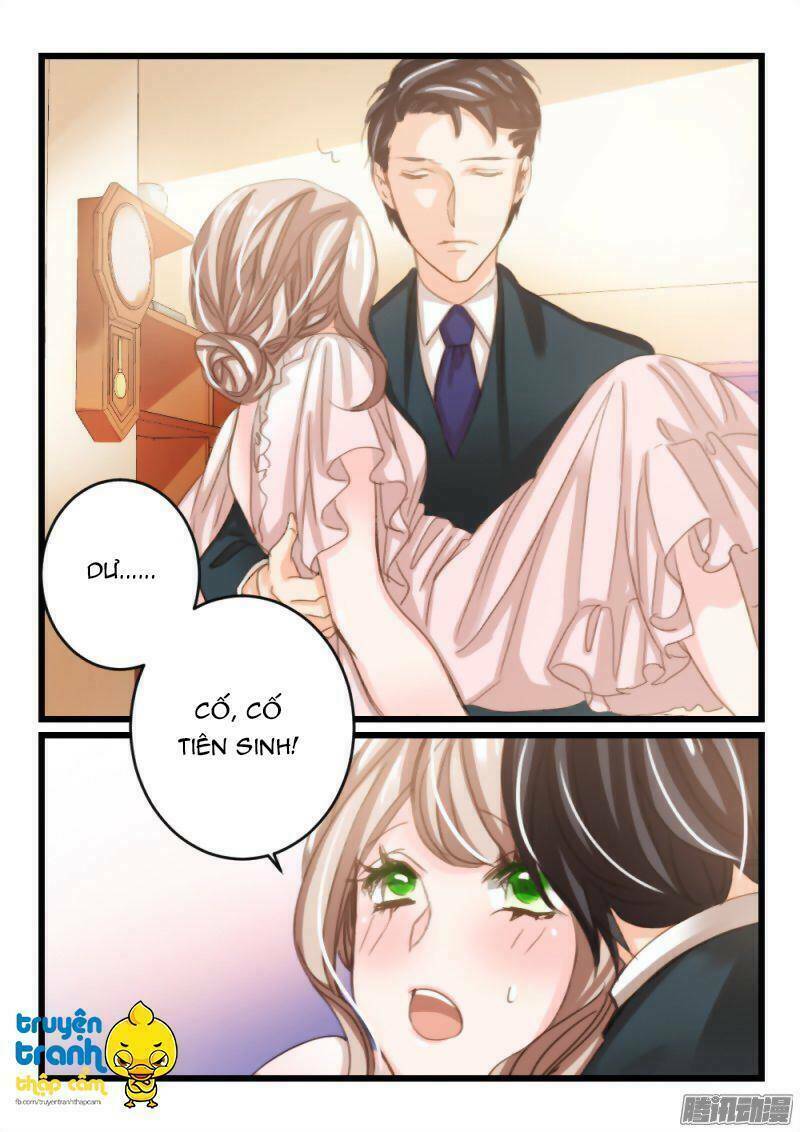 DƯ......
CỐ, CỐ
TIÊN SINH!
truyện
tranh
thập cẩm
fb.com/truyentranhthapcam
腾讯动漫